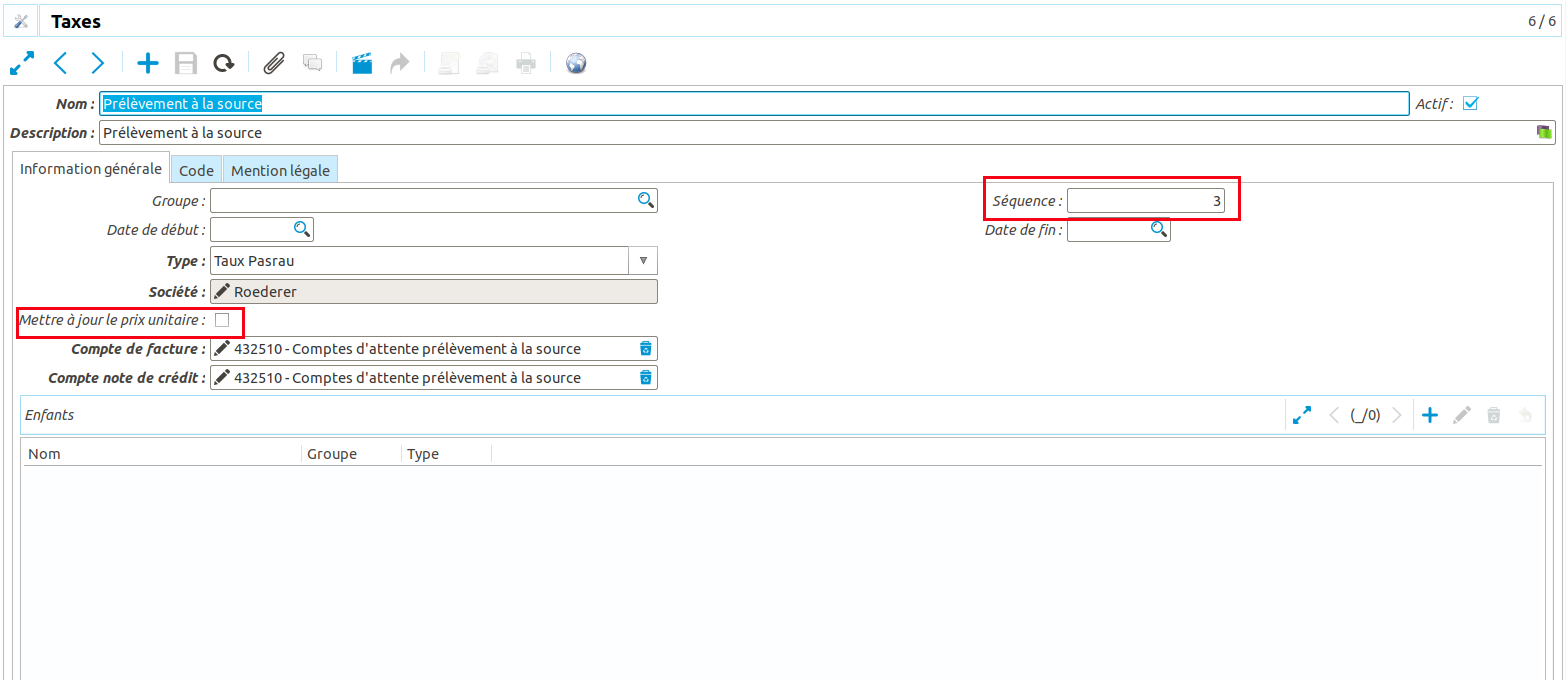 Taxes 6 / 6
Nom : Prélèvement à la source Actif :
Description : Prélèvement à la source
Information générale Code Mention légale
Groupe : Séquence : 3
Date de début : Date de fin :
Type : Taux Pasrau
Société : Roederer
Mettre à jour le prix unitaire :
Compte de facture : 432510 - Comptes d'attente prélèvement à la source
Compte note de crédit : 432510 - Comptes d'attente prélèvement à la source
Enfants (_/0)
Nom Groupe Type